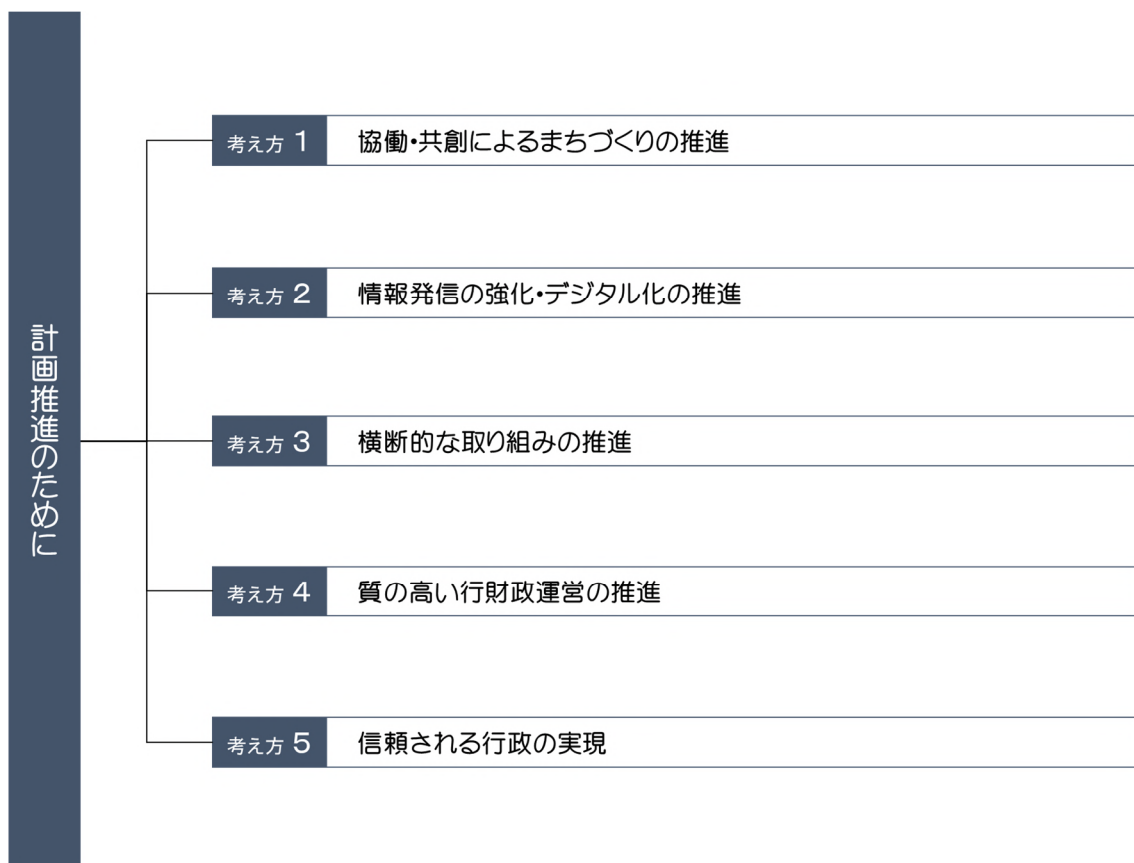 計画推進のために
考え方 1 協働・共創によるまちづくりの推進
考え方 2 情報発信の強化・デジタル化の推進
考え方 3 横断的な取り組みの推進
考え方 4 質の高い行財政運営の推進
考え方 5 信頼される行政の実現